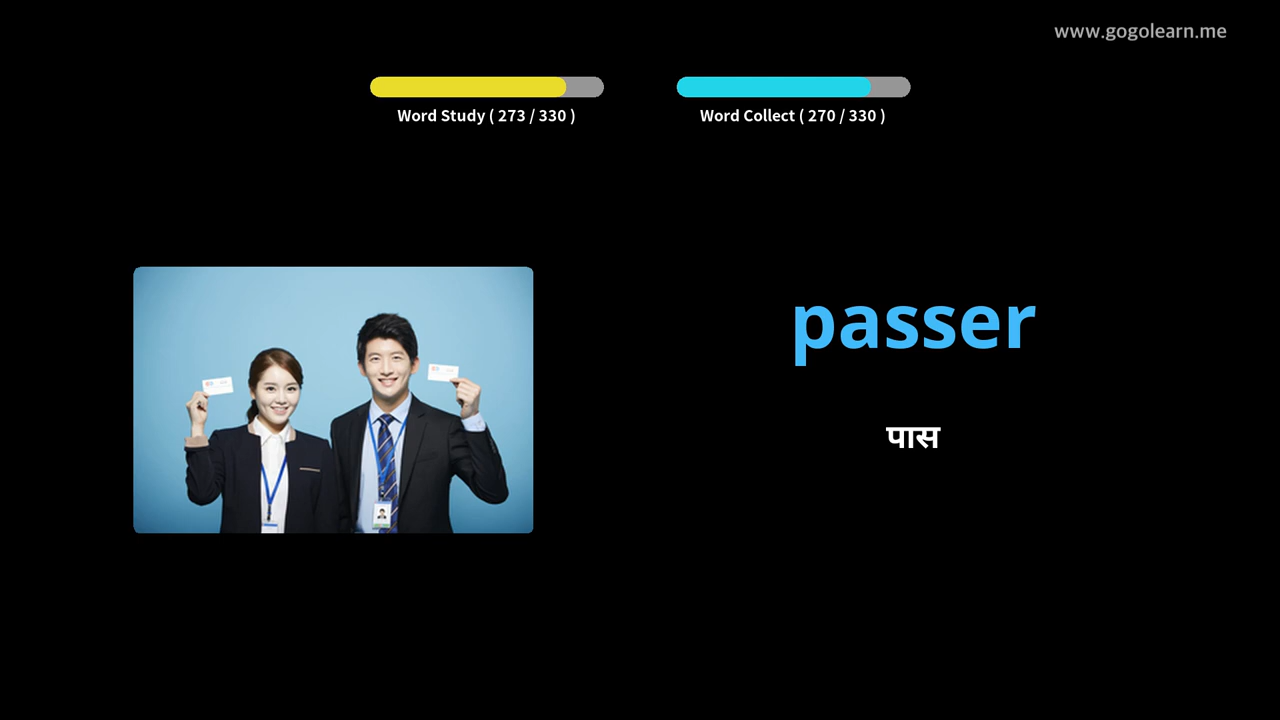 www.gogolearn.me
Word Study ( 273 / 330 )
Word Collect ( 270 / 330 )
passer
पास